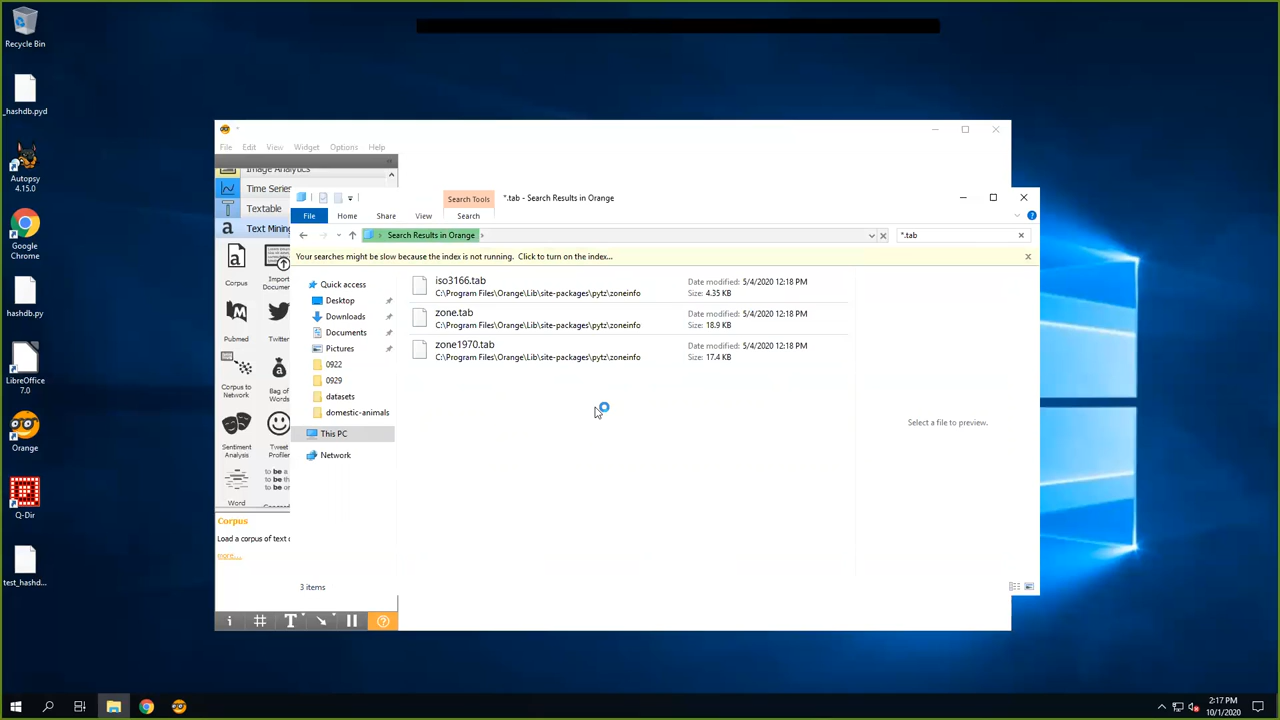 Recycle Bin
_hashdb.pyd
Autopsy
4.15.0
Google
Chrome
hashdb.py
LibreOffice
7.0
Orange
Q-Dir
test_hashd...
File Edit View Widget Options Help
Image Analytics
Time Series
Textable
Text Mining
Corpus
Import
Documents
Pubmed
Twitter
Corpus to
Network
Bag of
Words
Sentiment
Analysis
Tweet
Profiler
to be a
to be the
Word
Corpus
Load a corpus of text d
more...
Search Tools
*.tab - Search Results in Orange
File Home Share View Search
Search Results in Orange
*.tab
Your searches might be slow because the index is not running. Click to turn on the index...
Quick access
Desktop
Downloads
Documents
Pictures
0922
0929
datasets
domestic-animals
This PC
Network
iso3166.tab
C:\Program Files\Orange\Lib\site-packages\pytz\zoneinfo
Date modified: 5/4/2020 12:18 PM
Size: 4.35 KB
zone.tab
C:\Program Files\Orange\Lib\site-packages\pytz\zoneinfo
Date modified: 5/4/2020 12:18 PM
Size: 18.9 KB
zone1970.tab
C:\Program Files\Orange\Lib\site-packages\pytz\zoneinfo
Date modified: 5/4/2020 12:18 PM
Size: 17.4 KB
Select a file to preview.
3 items
2:17 PM
10/1/2020